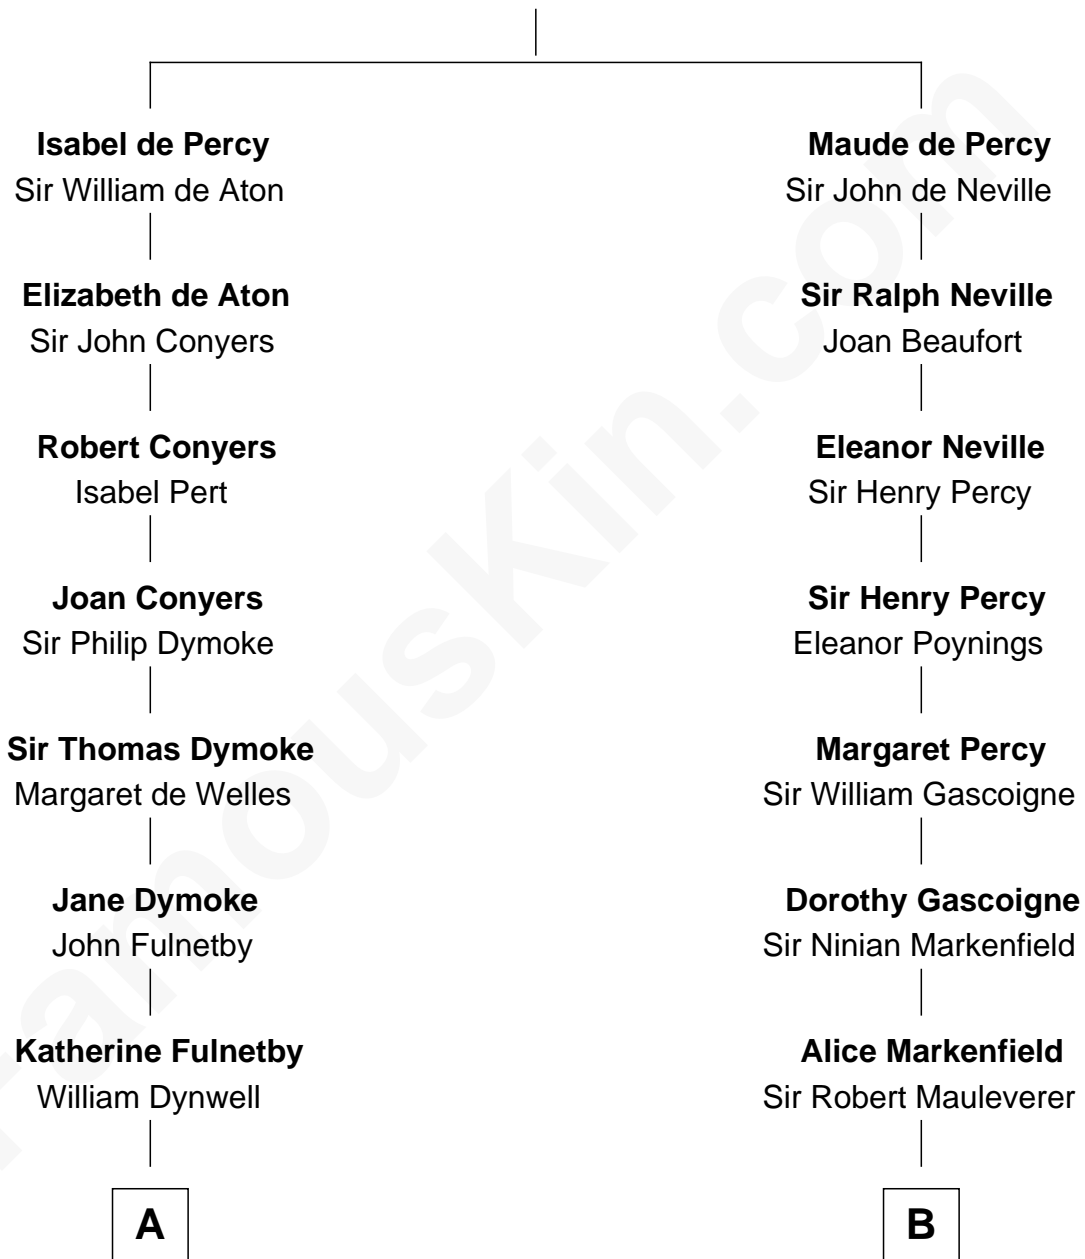 Isabel de Percy
Sir William de Aton
Elizabeth de Aton
Sir John Conyers
Robert Conyers
Isabel Pert
Joan Conyers
Sir Philip Dymoke
Sir Thomas Dymoke
Margaret de Welles
Jane Dymoke
John Fulnetby
Katherine Fulnetby
William Dynwell
A
Maude de Percy
Sir John de Neville
Sir Ralph Neville
Joan Beaufort
Eleanor Neville
Sir Henry Percy
Sir Henry Percy
Eleanor Poynings
Margaret Percy
Sir William Gascoigne
Dorothy Gascoigne
Sir Ninian Markenfield
Alice Markenfield
Sir Robert Mauleverer
B
FamousKin.com